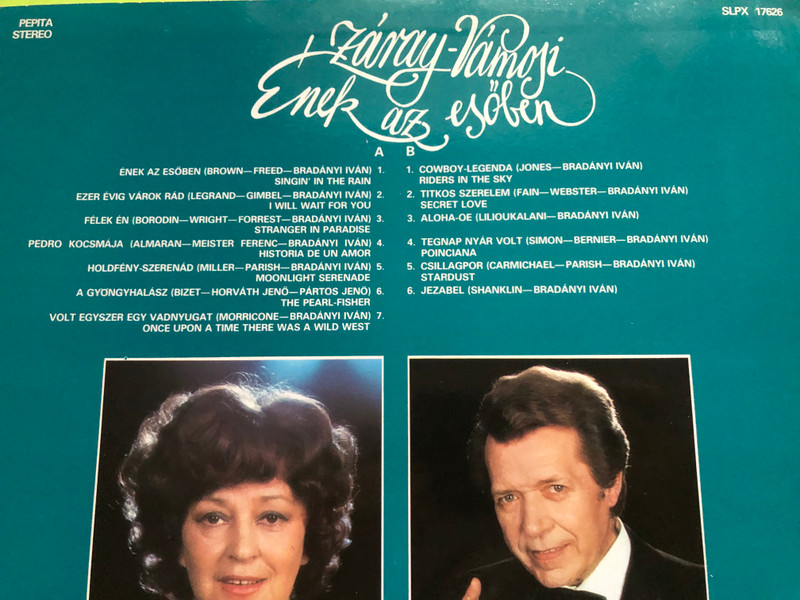 PEPITA
STEREO
SLPX 17626
Záray-Vámosi
Ének az esőben
A B
ÉNEK AZ ESŐBEN (BROWN—FREED—BRADÁNYI IVÁN) 1.
SINGIN' IN THE RAIN
EZER ÉVIG VÁROK RÁD (LEGRAND—GIMBEL—BRADÁNYI IVÁN) 2.
I WILL WAIT FOR YOU
FÉLEK ÉN (BORODIN—WRIGHT—FORREST—BRADÁNYI IVÁN) 3.
STRANGER IN PARADISE
PEDRO KOCSMÁJA (ALMARAN—MEISTER FERENC—BRADÁNYI IVÁN) 4.
HISTORIA DE UN AMOR
HOLDFÉNY-SZERENÁD (MILLER—PARISH—BRADÁNYI IVÁN) 5.
MOONLIGHT SERENADE
A GYÖNGYHALÁSZ (BIZET—HORVÁTH JENŐ—PÁRTOS JENŐ) 6.
THE PEARL-FISHER
VOLT EGYSZER EGY VADNYUGAT (MORRICONE—BRADÁNYI IVÁN) 7.
ONCE UPON A TIME THERE WAS A WILD WEST
1. COWBOY-LEGENDA (JONES—BRADÁNYI IVÁN)
RIDERS IN THE SKY
2. TITKOS SZERELEM (FAIN—WEBSTER—BRADÁNYI IVÁN)
SECRET LOVE
3. ALOHA-OE (LILIOUKALANI—BRADÁNYI IVÁN)
4. TEGNAP NYÁR VOLT (SIMON—BERNIER—BRADÁNYI IVÁN)
POINCIANA
5. CSILLAGPOR (CARMICHAEL—PARISH—BRADÁNYI IVÁN)
STARDUST
6. JEZABEL (SHANKLIN—BRADÁNYI IVÁN)